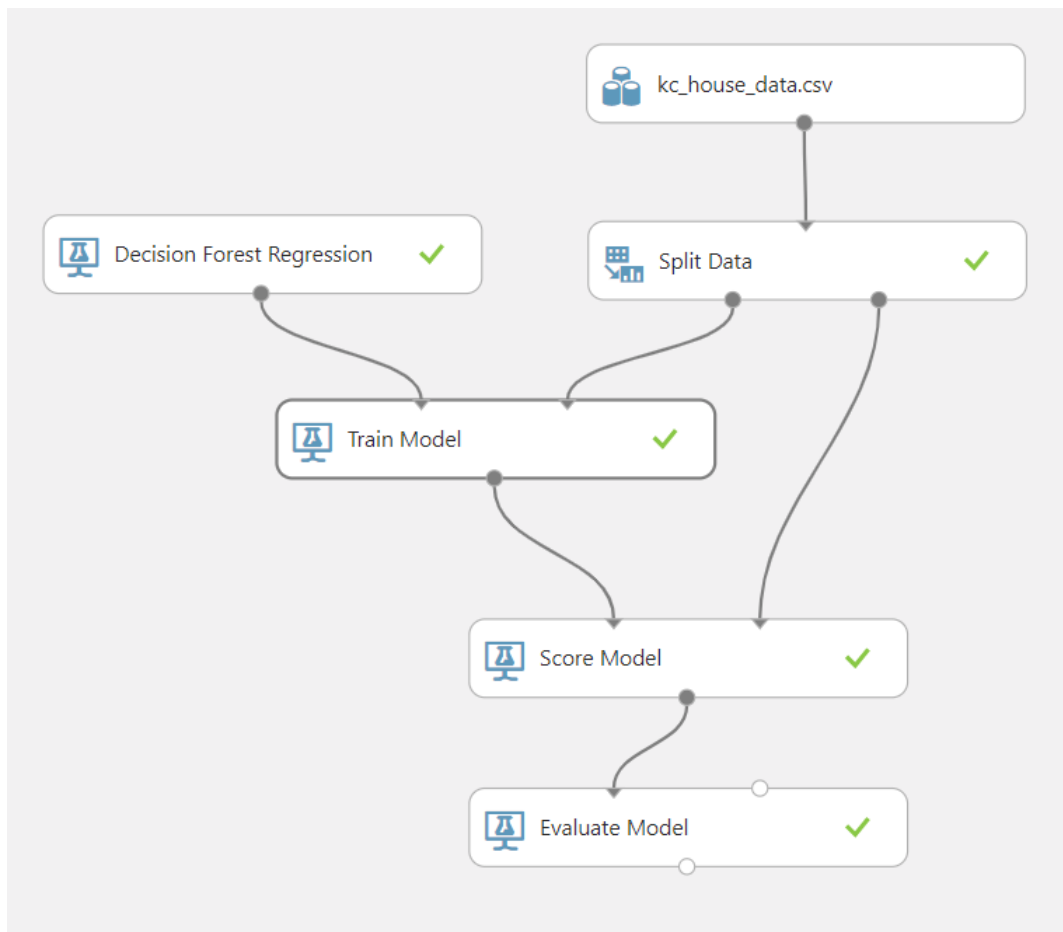 kc_house_data.csv
Decision Forest Regression
Split Data
Train Model
Score Model
Evaluate Model